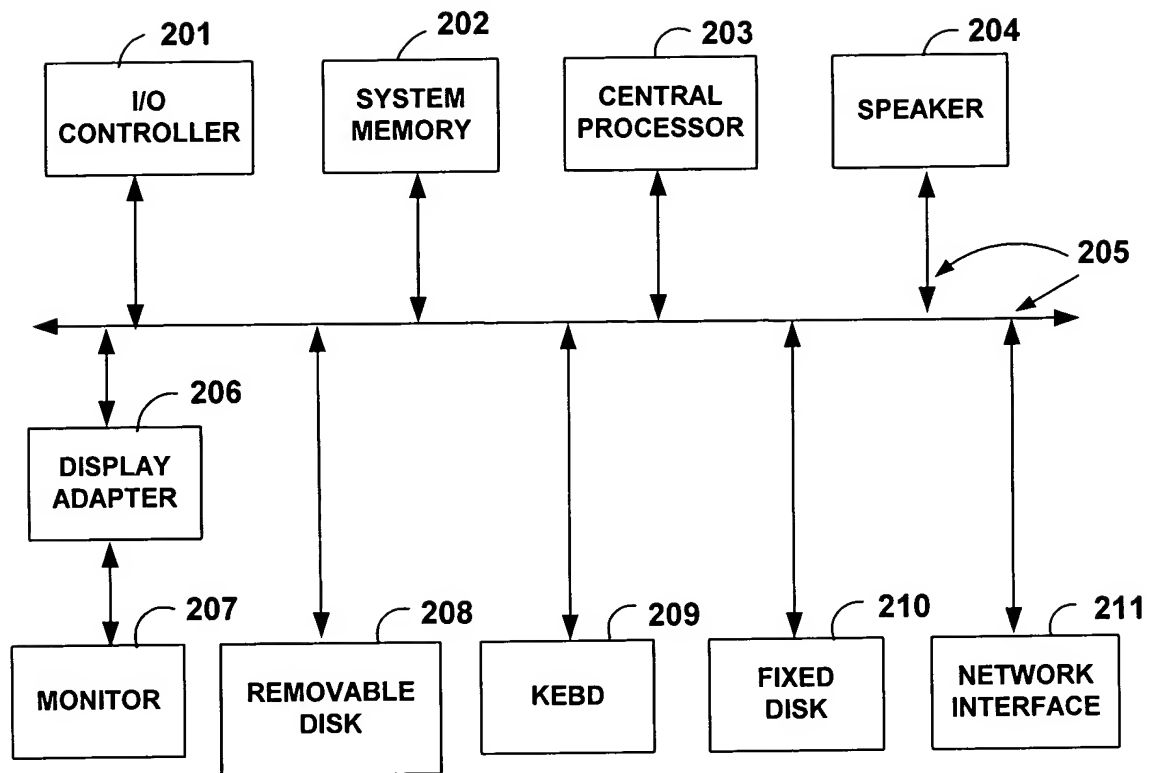 201
I/O
CONTROLLER
202
SYSTEM
MEMORY
203
CENTRAL
PROCESSOR
204
SPEAKER
205
206
DISPLAY
ADAPTER
207
MONITOR
208
REMOVABLE
DISK
209
KEBD
210
FIXED
DISK
211
NETWORK
INTERFACE